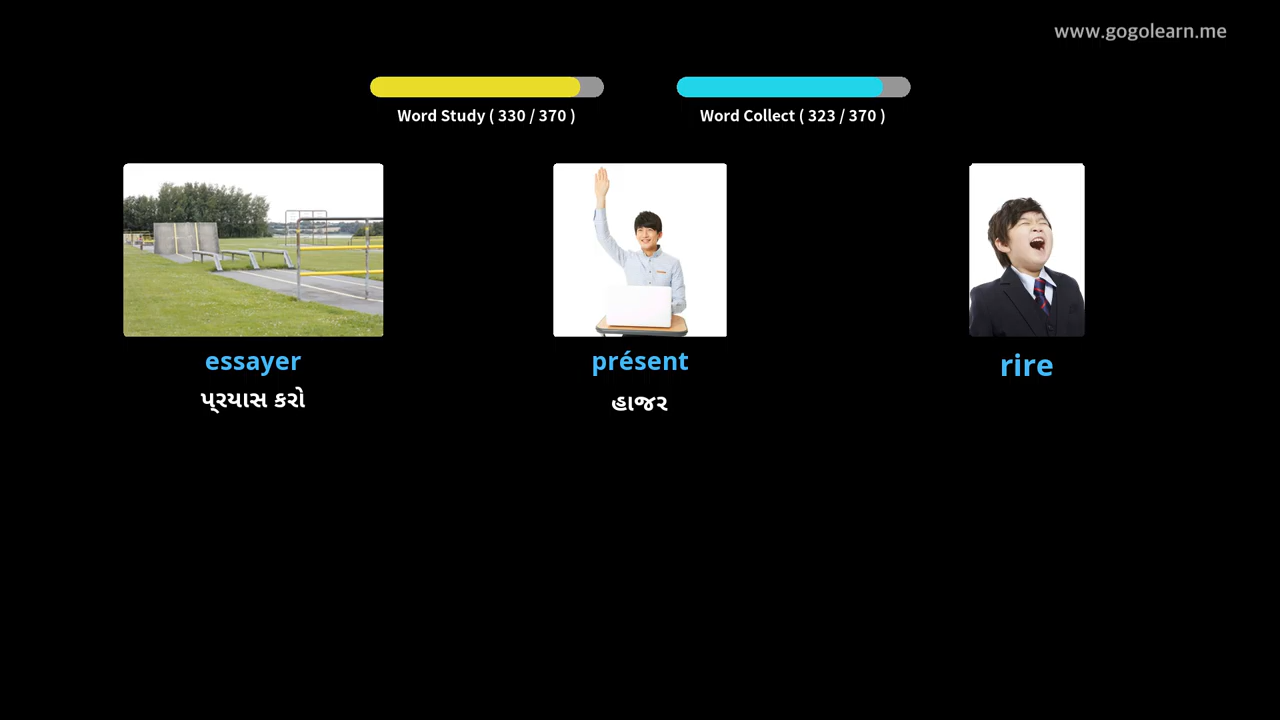 www.gogolearn.me
Word Study ( 330 / 370 )
Word Collect ( 323 / 370 )
essayer
présent
rire
પ્રયાસ કરો
હાજર